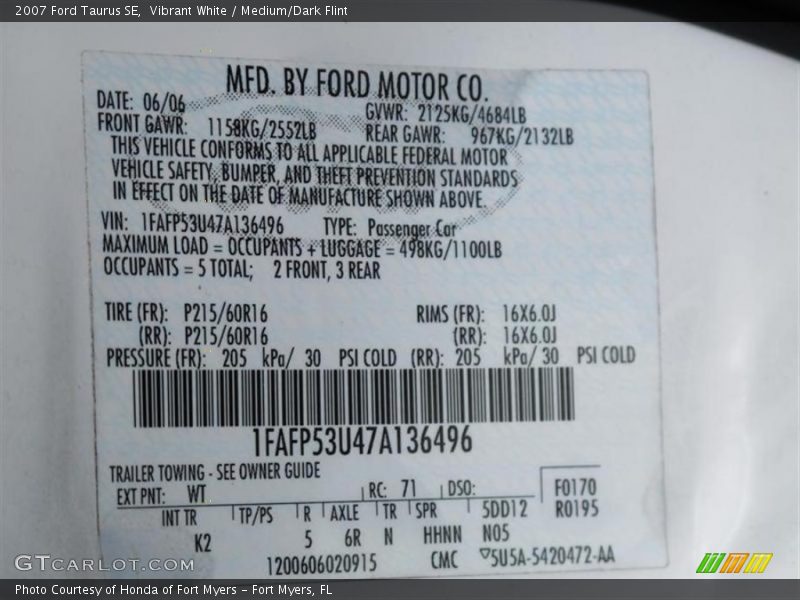 2007 Ford Taurus SE, Vibrant White / Medium/Dark Flint
MFD. BY FORD MOTOR CO.
DATE: 06/06 GVWR: 2125KG/4684LB
FRONT GAWR: 1158KG/2552LB REAR GAWR: 967KG/2132LB
THIS VEHICLE CONFORMS TO ALL APPLICABLE FEDERAL MOTOR
VEHICLE SAFETY, BUMPER, AND THEFT PREVENTION STANDARDS
IN EFFECT ON THE DATE OF MANUFACTURE SHOWN ABOVE.
VIN: 1FAFP53U47A136496 TYPE: Passenger Car
MAXIMUM LOAD = OCCUPANTS + LUGGAGE = 498KG/1100LB
OCCUPANTS = 5 TOTAL; 2 FRONT, 3 REAR
TIRE (FR): P215/60R16 RIMS (FR): 16X6.0J
(RR): P215/60R16 (RR): 16X6.0J
PRESSURE (FR): 205 kPa/ 30 PSI COLD (RR): 205 kPa/ 30 PSI COLD
1FAFP53U47A136496
TRAILER TOWING - SEE OWNER GUIDE
EXT PNT: WT RC: 71 DSO: F0170
INT TR TP/PS R AXLE TR SPR 5DD12 R0195
K2 5 6R N HHNN N05
1200606020915 CMC ▽5U5A-5420472-AA
GTCARLOT.COM
Photo Courtesy of Honda of Fort Myers - Fort Myers, FL